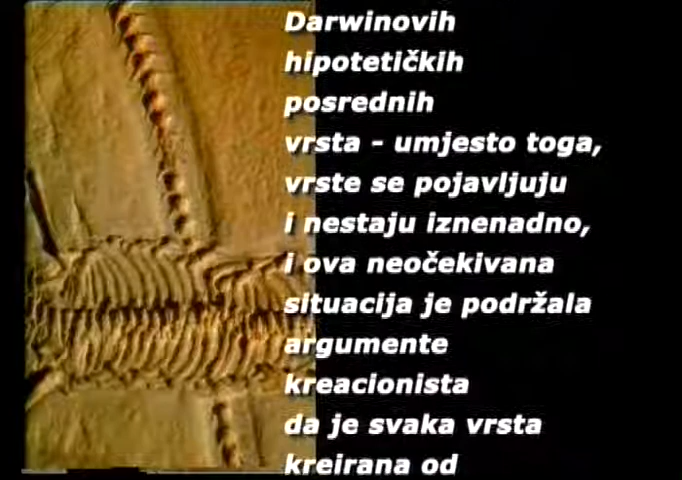 Darwinovih
hipotetičkih
posrednih
vrsta - umjesto toga,
vrste se pojavljuju
i nestaju iznenadno,
i ova neočekivana
situacija je podržala
argumente
kreacionista
da je svaka vrsta
kreirana od